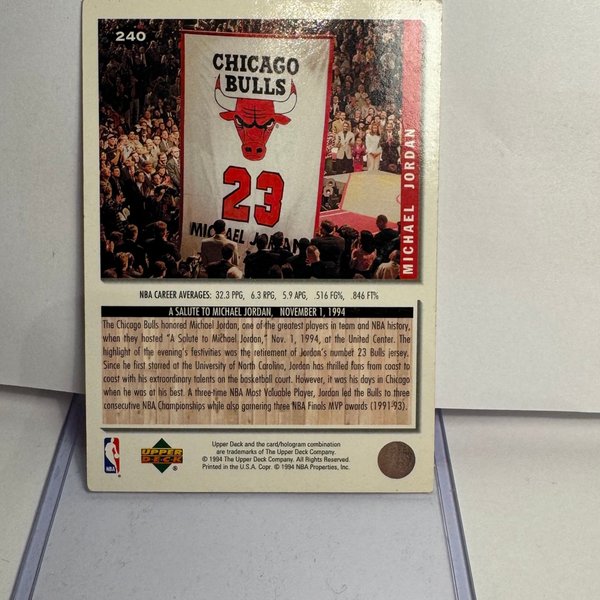 240
CHICAGO
BULLS
23
MICHAEL JORDAN
MICHAEL JORDAN
NBA CAREER AVERAGES: 32.3 PPG, 6.3 RPG, 5.9 APG, .516 FG%, .846 FT%
A SALUTE TO MICHAEL JORDAN, NOVEMBER 1, 1994
The Chicago Bulls honored Michael Jordan, one of the greatest players in team and NBA history,
when they hosted "A Salute to Michael Jordan," Nov. 1, 1994, at the United Center. The
highlight of the evening's festivities was the retirement of Jordan's number 23 Bulls jersey.
Since he first starred at the University of North Carolina, Jordan has thrilled fans from coast to
coast with his extraordinary talents on the basketball court. However, it was his days in Chicago
when he was at his best. A three-time NBA Most Valuable Player, Jordan led the Bulls to three
consecutive NBA Championships while also garnering three NBA Finals MVP awards (1991-93).
NBA
UPPER
DECK
®
Upper Deck and the card/hologram combination
are trademarks of The Upper Deck Company.
© 1994 The Upper Deck Company. All Rights Reserved.
Printed in the U.S.A. Copr. © 1994 NBA Properties, Inc.